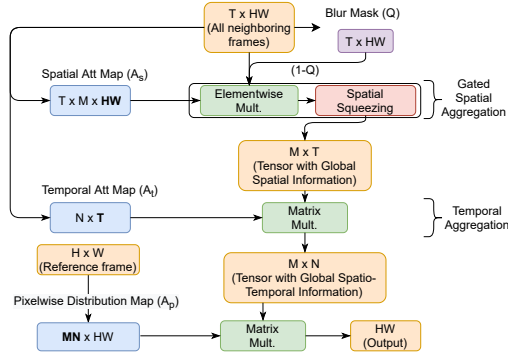 T x HW
(All neighboring
frames)
Blur Mask (Q)
T x HW
(1-Q)
Spatial Att Map (Aₛ)
T x M x HW
Elementwise
Mult.
Spatial
Squeezing
Gated
Spatial
Aggregation
M x T
(Tensor with Global
Spatial Information)
Temporal Att Map (Aₜ)
N x T
Matrix
Mult.
Temporal
Aggregation
H x W
(Reference frame)
M x N
(Tensor with Global Spatio-
Temporal Information)
Pixelwise Distribution Map (Aₚ)
MN x HW
Matrix
Mult.
HW
(Output)